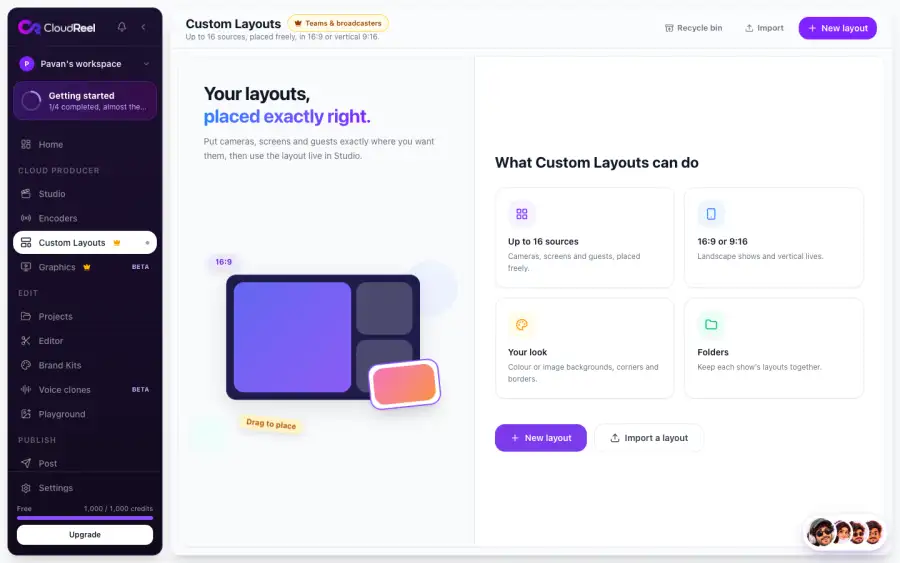 CloudReel
P
Pavan's workspace
Getting started
1/4 completed, almost the...
Home
CLOUD PRODUCER
Studio
Encoders
Custom Layouts
Graphics
BETA
EDIT
Projects
Editor
Brand Kits
Voice clones
BETA
Playground
PUBLISH
Post
Settings
Free
1,000 / 1,000 credits
Upgrade
Custom Layouts
Teams & broadcasters
Up to 16 sources, placed freely, in 16:9 or vertical 9:16.
Recycle bin
Import
+ New layout
Your layouts,
placed exactly right.
Put cameras, screens and guests exactly where you want
them, then use the layout live in Studio.
16:9
Drag to place
What Custom Layouts can do
Up to 16 sources
Cameras, screens and guests, placed
freely.
16:9 or 9:16
Landscape shows and vertical lives.
Your look
Colour or image backgrounds, corners and
borders.
Folders
Keep each show's layouts together.
+ New layout
Import a layout